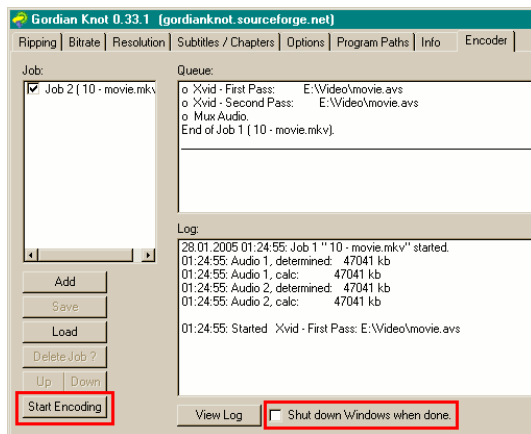 Gordian Knot 0.33.1 (gordianknot.sourceforge.net)
Ripping Bitrate Resolution Subtitles / Chapters Options Program Paths Info Encoder
Job:
Job 2 ( 10 - movie.mkv
Queue:
o Xvid - First Pass: E:\Video\movie.avs
o Xvid - Second Pass: E:\Video\movie.avs
o Mux Audio.
End of Job 1 ( 10 - movie.mkv).
Log:
28.01.2005 01:24:55: Job 1 " 10 - movie.mkv" started.
01:24:55: Audio 1, determined: 47041 kb
01:24:55: Audio 1, calc: 47041 kb
01:24:55: Audio 2, determined: 47041 kb
01:24:55: Audio 2, calc: 47041 kb
01:24:55: Started Xvid - First Pass: E:\Video\movie.avs
Add
Save
Load
Delete Job ?
Up Down
Start Encoding
View Log
Shut down Windows when done.